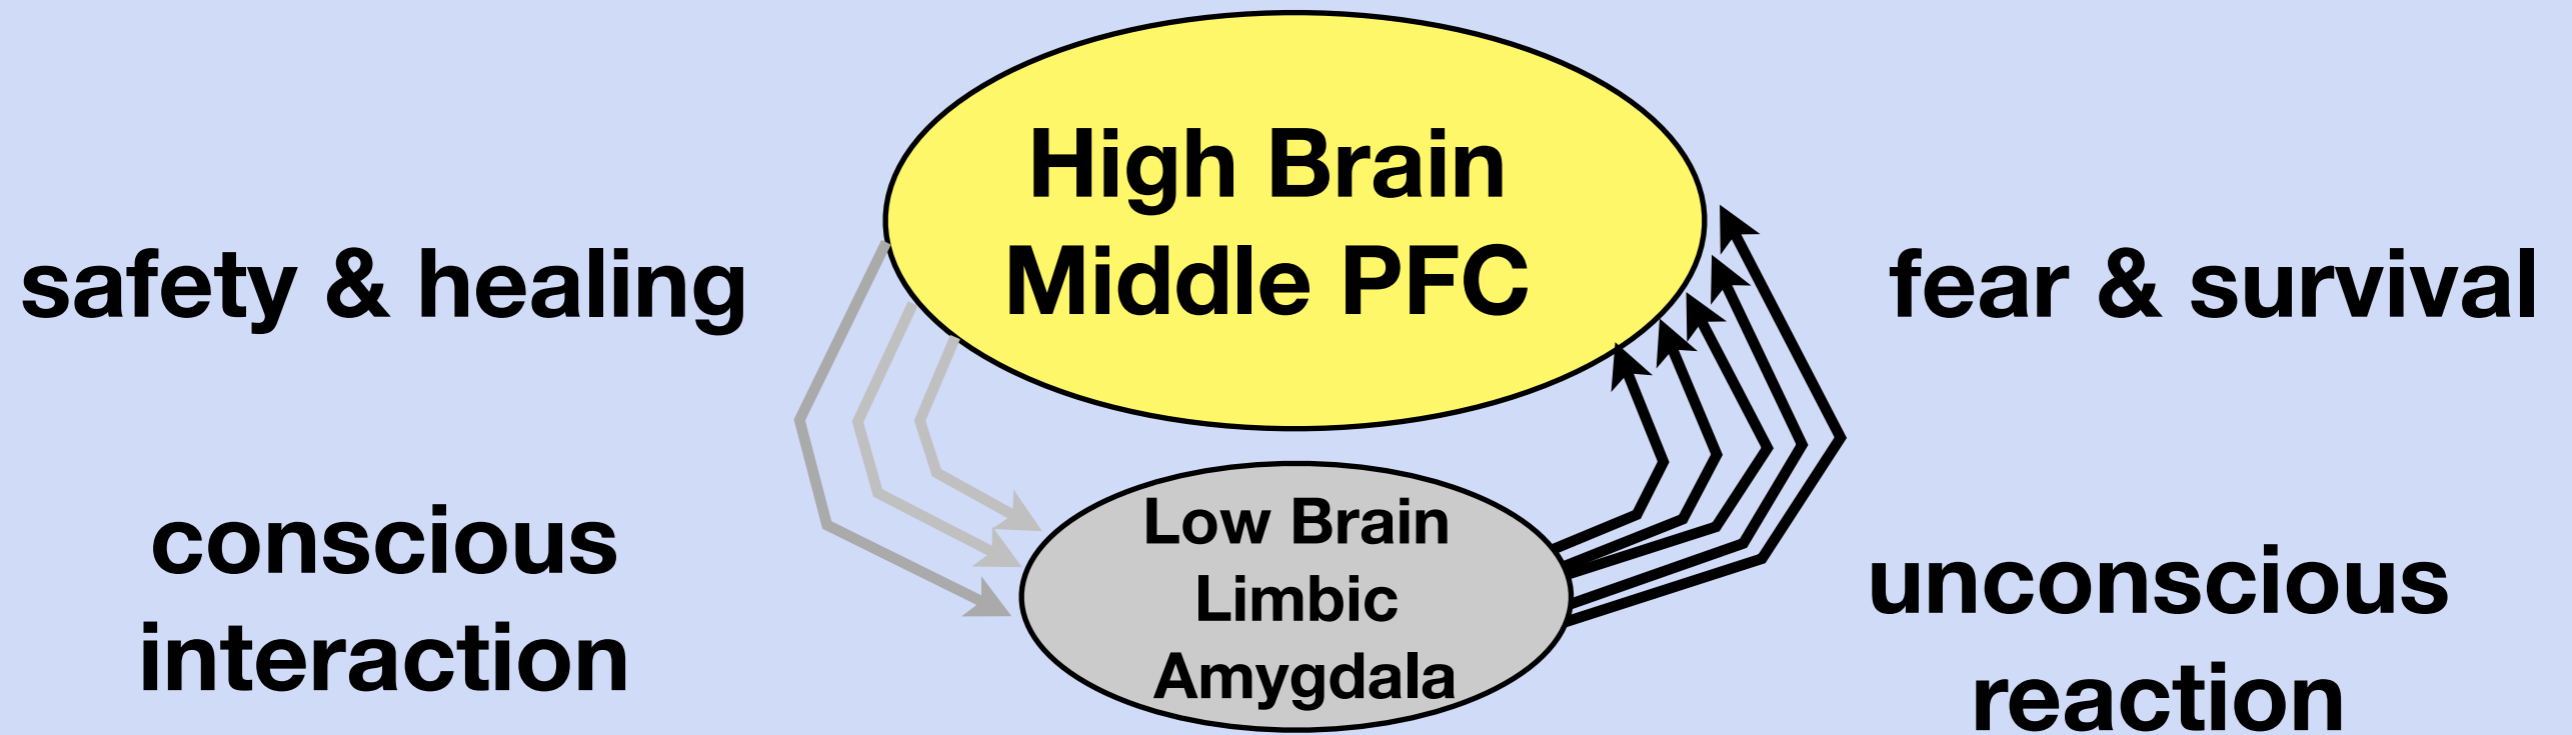 High Brain
Middle PFC
safety & healing
fear & survival
Low Brain
Limbic
Amygdala
conscious
interaction
unconscious
reaction